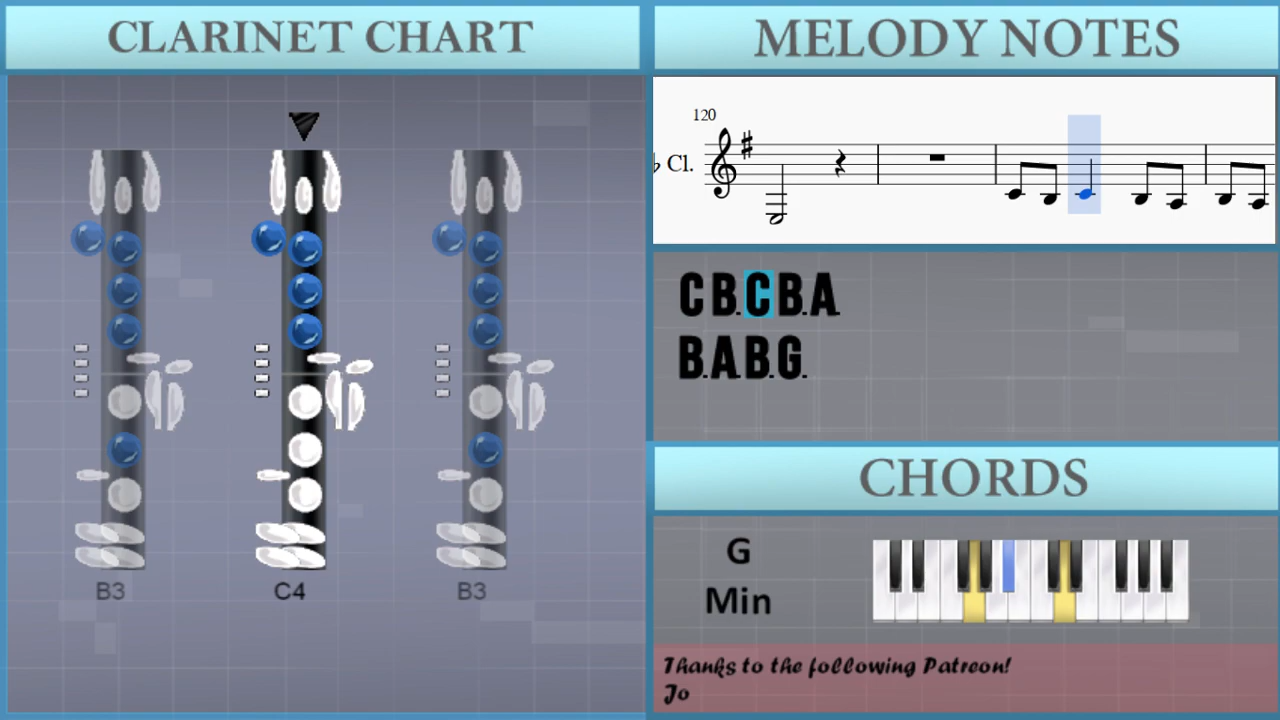 CLARINET CHART
B3 C4 B3
MELODY NOTES
120
♭ Cl.
C B. C B. A.
B. A. B. G.
CHORDS
G
Min
Thanks to the following Patreon!
Jo